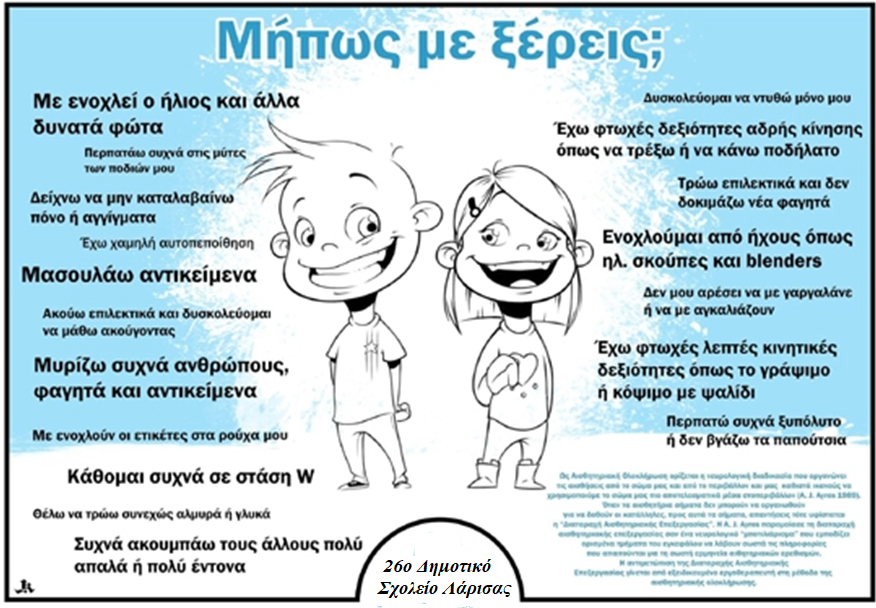 Μήπως με ξέρεις;
Με ενοχλεί ο ήλιος και άλλα
δυνατά φώτα
Περπατάω συχνά στις μύτες
των ποδιών μου
Δείχνω να μην καταλαβαίνω
πόνο ή αγγίγματα
Έχω χαμηλή αυτοπεποίθηση
Μασουλάω αντικείμενα
Ακούω επιλεκτικά και δυσκολεύομαι
να μάθω ακούγοντας
Μυρίζω συχνά ανθρώπους,
φαγητά και αντικείμενα
Με ενοχλούν οι ετικέτες στα ρούχα μου
Κάθομαι συχνά σε στάση W
Θέλω να τρώω συνεχώς αλμυρά ή γλυκά
Συχνά ακουμπάω τους άλλους πολύ
απαλά ή πολύ έντονα
Δυσκολεύομαι να ντυθώ μόνο μου
Έχω φτωχές δεξιότητες αδρής κίνησης
όπως να τρέξω ή να κάνω ποδήλατο
Τρώω επιλεκτικά και δεν
δοκιμάζω νέα φαγητά
Ενοχλούμαι από ήχους όπως
ηλ. σκούπες και blenders
Δεν μου αρέσει να με γαργαλάνε
ή να με αγκαλιάζουν
Έχω φτωχές λεπτές κινητικές
δεξιότητες όπως το γράψιμο
ή κόψιμο με ψαλίδι
Περπατώ συχνά ξυπόλυτο
ή δεν βγάζω τα παπούτσια
Ως Αισθητηριακή Ολοκλήρωση ορίζεται η νευρολογική διαδικασία που οργανώνει
τις αισθήσεις από το σώμα μας και από το περιβάλλον και μας καθιστά ικανούς να
χρησιμοποιούμε το σώμα μας πιο αποτελεσματικά μέσα στο περιβάλλον (A. J. Ayres 1989).
Όταν τα αισθητήρια σήματα δεν μπορούν να οργανωθούν
για να δοθούν οι κατάλληλες, προς αυτά τα σήματα, απαντήσεις τότε υφίσταται
η "Διαταραχή Αισθητηριακής Επεξεργασίας". Η A. J. Ayres παρομοίασε τη διαταραχή
αισθητηριακής επεξεργασίας σαν ένα νευρολογικό "μποτιλιάρισμα" που εμποδίζει
ορισμένα τμήματα του εγκεφάλου να λάβουν σωστά τις πληροφορίες
που απαιτούνται για τη σωστή ερμηνεία αισθητηριακών ερεθισμών.
Η αντιμετώπιση της Διαταραχής Αισθητηριακής
Επεξεργασίας γίνεται από εξειδικευμένο εργοθεραπευτή στη μέθοδο της
αισθητηριακής ολοκλήρωσης.
26ο Δημοτικό
Σχολείο Λάρισας